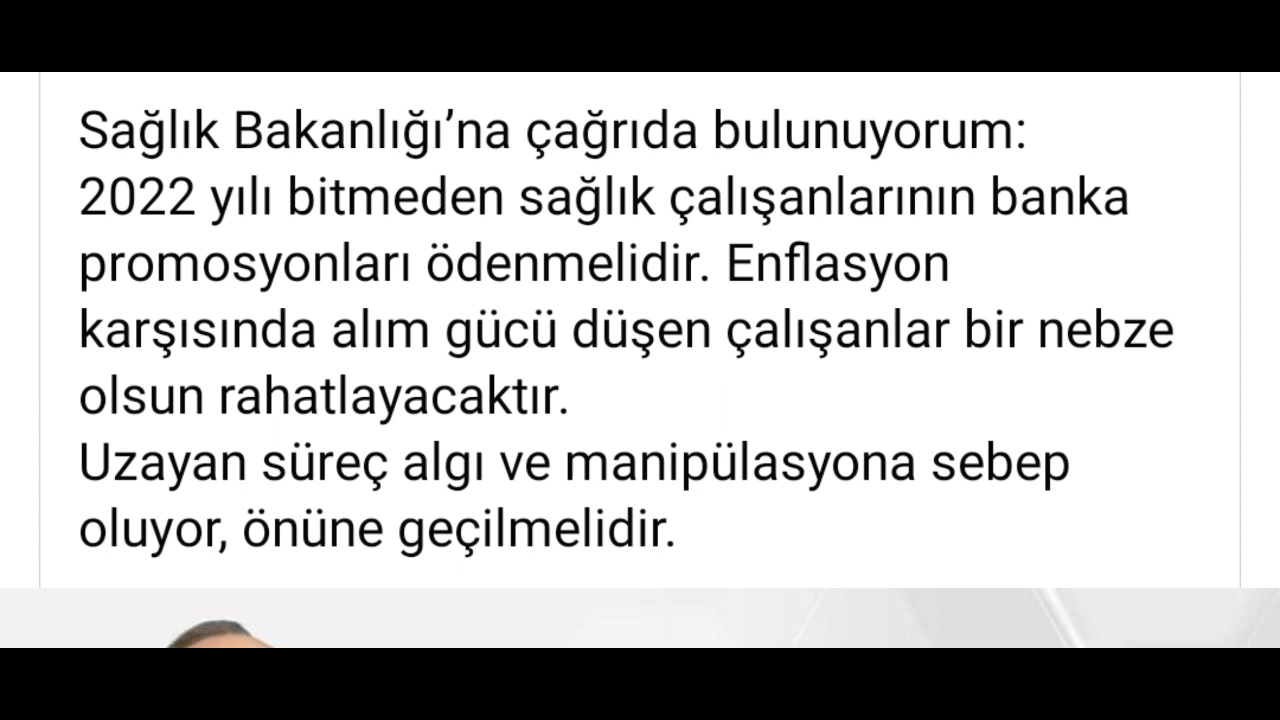 Sağlık Bakanlığı’na çağrıda bulunuyorum:
2022 yılı bitmeden sağlık çalışanlarının banka
promosyonları ödenmelidir. Enflasyon
karşısında alım gücü düşen çalışanlar bir nebze
olsun rahatlayacaktır.
Uzayan süreç algı ve manipülasyona sebep
oluyor, önüne geçilmelidir.